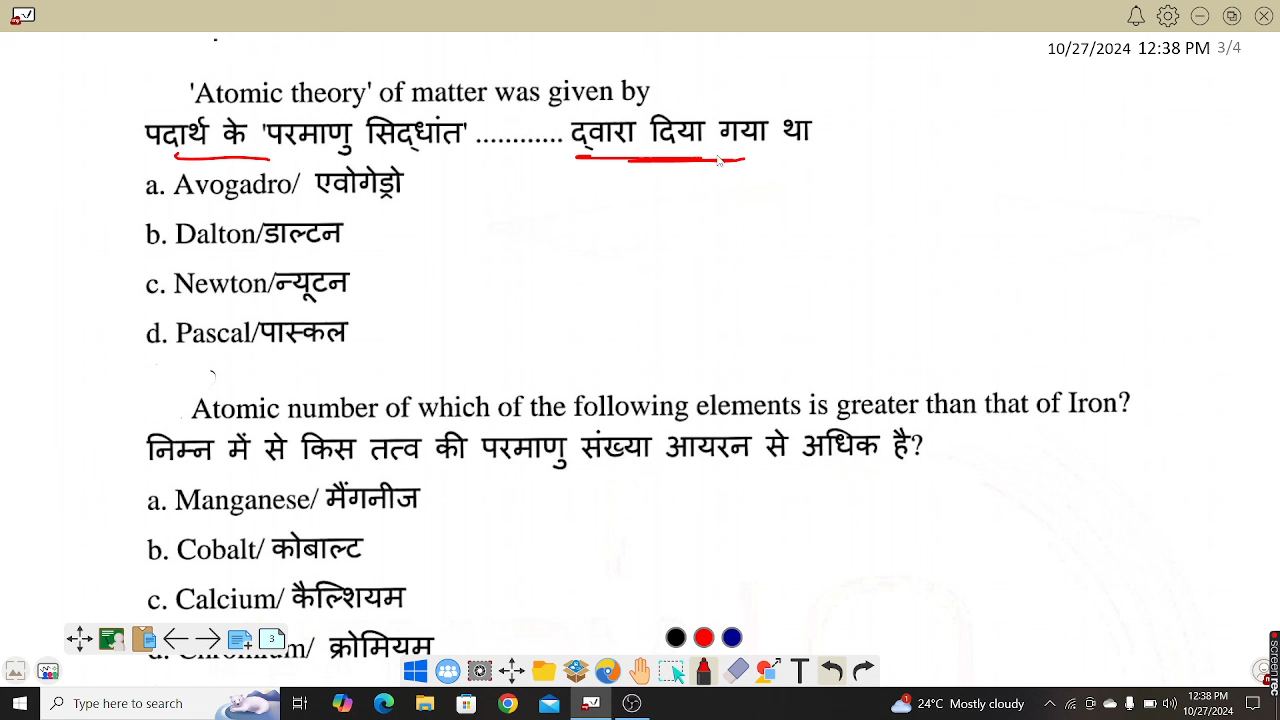 10/27/2024 12:38 PM 3/4
'Atomic theory' of matter was given by
पदार्थ के 'परमाणु सिद्धांत' ............ द्वारा दिया गया था
a. Avogadro/ एवोगेड्रो
b. Dalton/डाल्टन
c. Newton/न्यूटन
d. Pascal/पास्कल
Atomic number of which of the following elements is greater than that of Iron?
निम्न में से किस तत्व की परमाणु संख्या आयरन से अधिक है?
a. Manganese/ मैंगनीज
b. Cobalt/ कोबाल्ट
c. Calcium/ कैल्शियम
d. Chromium/ क्रोमियम
3
Type here to search
24°C Mostly cloudy
12:38 PM
10/27/2024